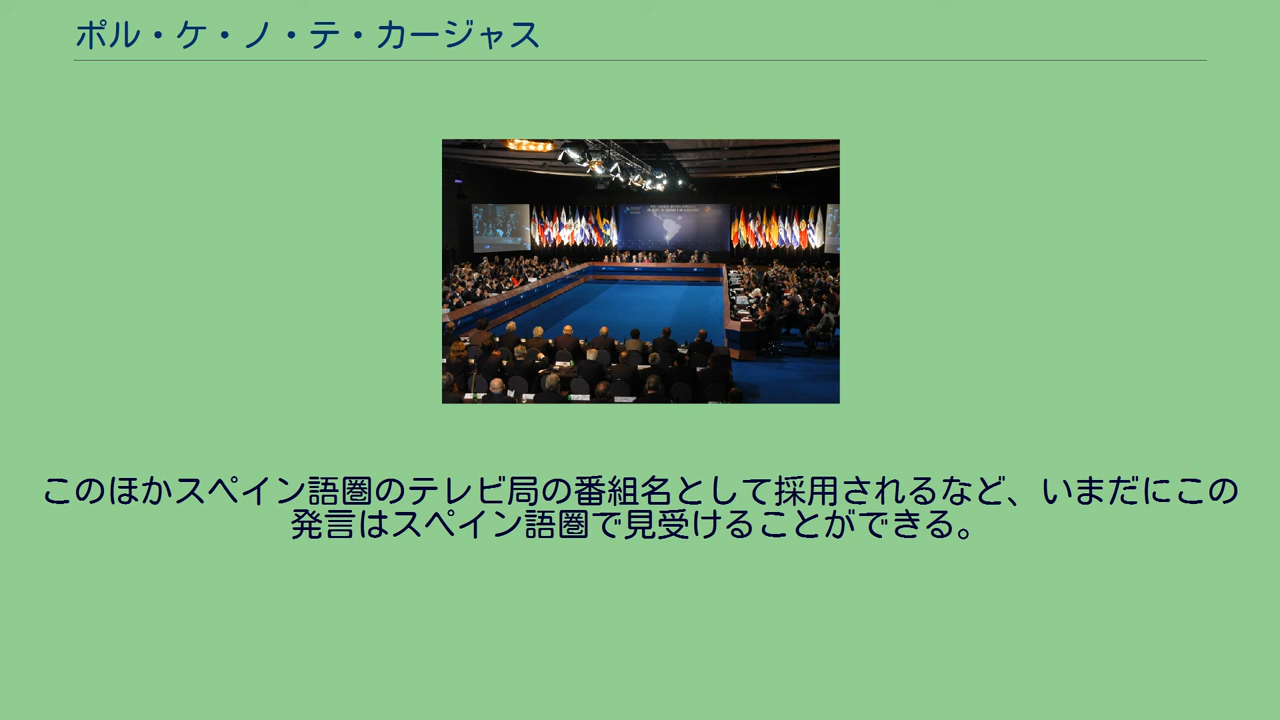 ポル・ケ・ノ・テ・カージャス
このほかスペイン語圏のテレビ局の番組名として採用されるなど、いまだにこの
発言はスペイン語圏で見受けることができる。